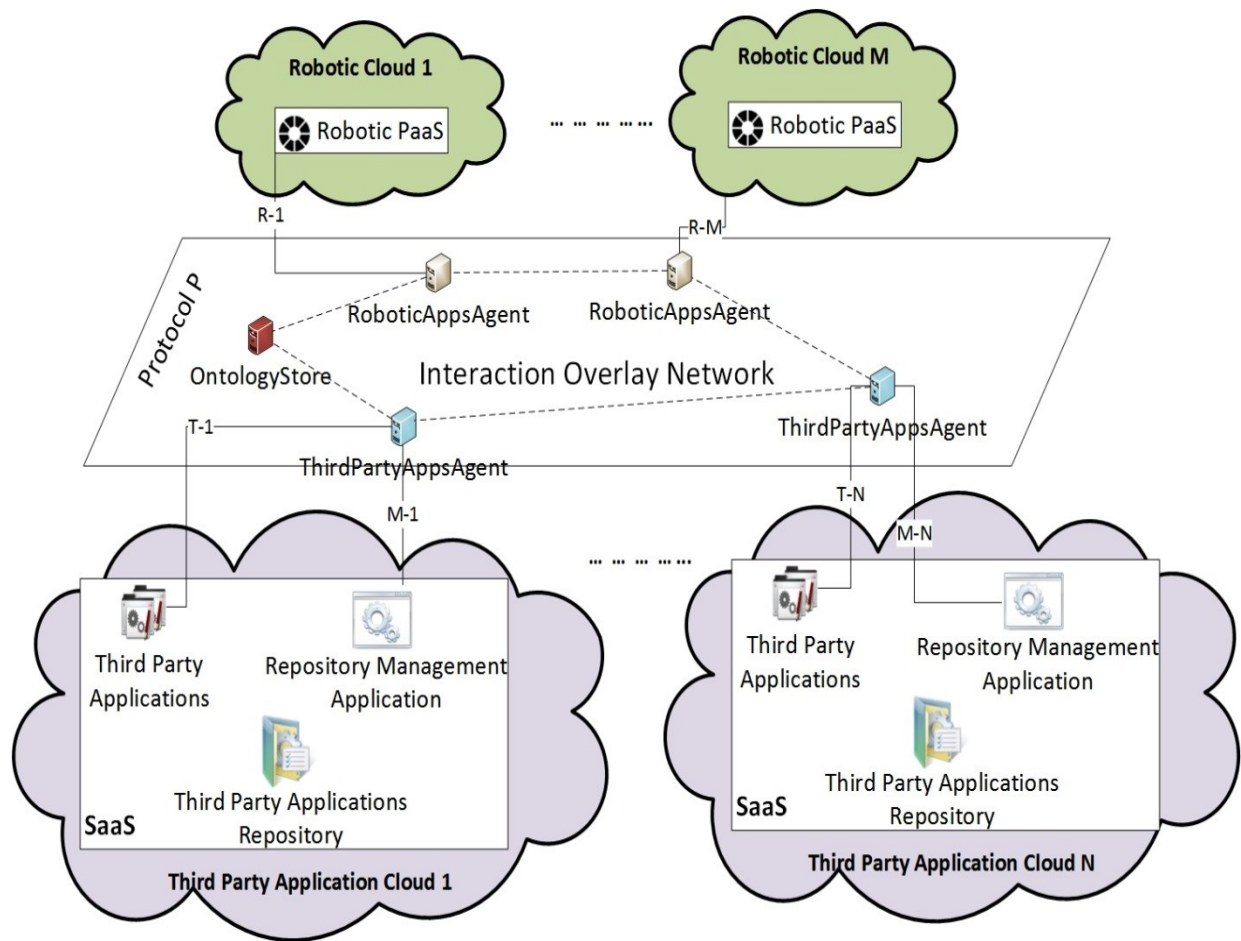 Robotic Cloud 1
Robotic PaaS
Robotic Cloud M
Robotic PaaS
... ... ... ... ...
R-1
R-M
Protocol P
RoboticAppsAgent
RoboticAppsAgent
OntologyStore
Interaction Overlay Network
ThirdPartyAppsAgent
ThirdPartyAppsAgent
T-1
M-1
T-N
M-N
... ... ... ... ...
Third Party
Applications
Repository Management
Application
Third Party Applications
Repository
SaaS
Third Party Application Cloud 1
Third Party
Applications
Repository Management
Application
Third Party Applications
Repository
SaaS
Third Party Application Cloud N